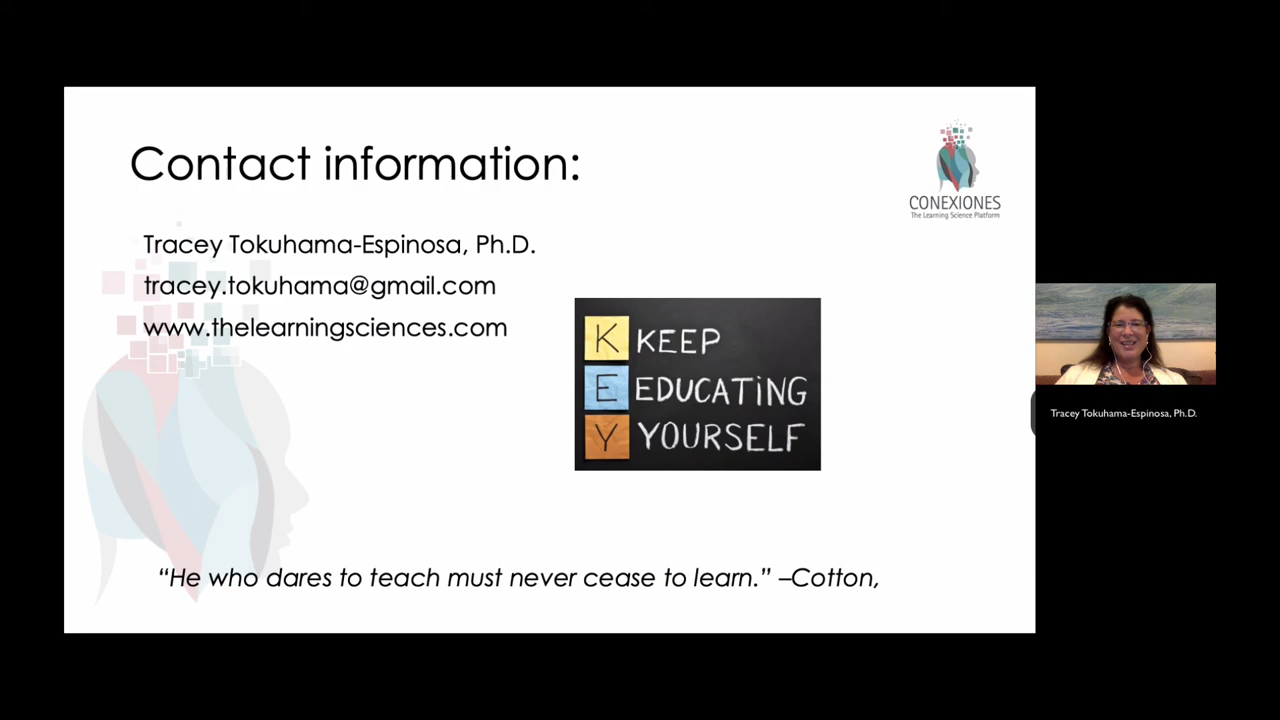 Contact information:
CONEXIONES
The Learning Science Platform
Tracey Tokuhama-Espinosa, Ph.D.
tracey.tokuhama@gmail.com
www.thelearningsciences.com
K KEEP
E EDUCATING
Y YOURSELF
Tracey Tokuhama-Espinosa, Ph.D.
“He who dares to teach must never cease to learn.” –Cotton,